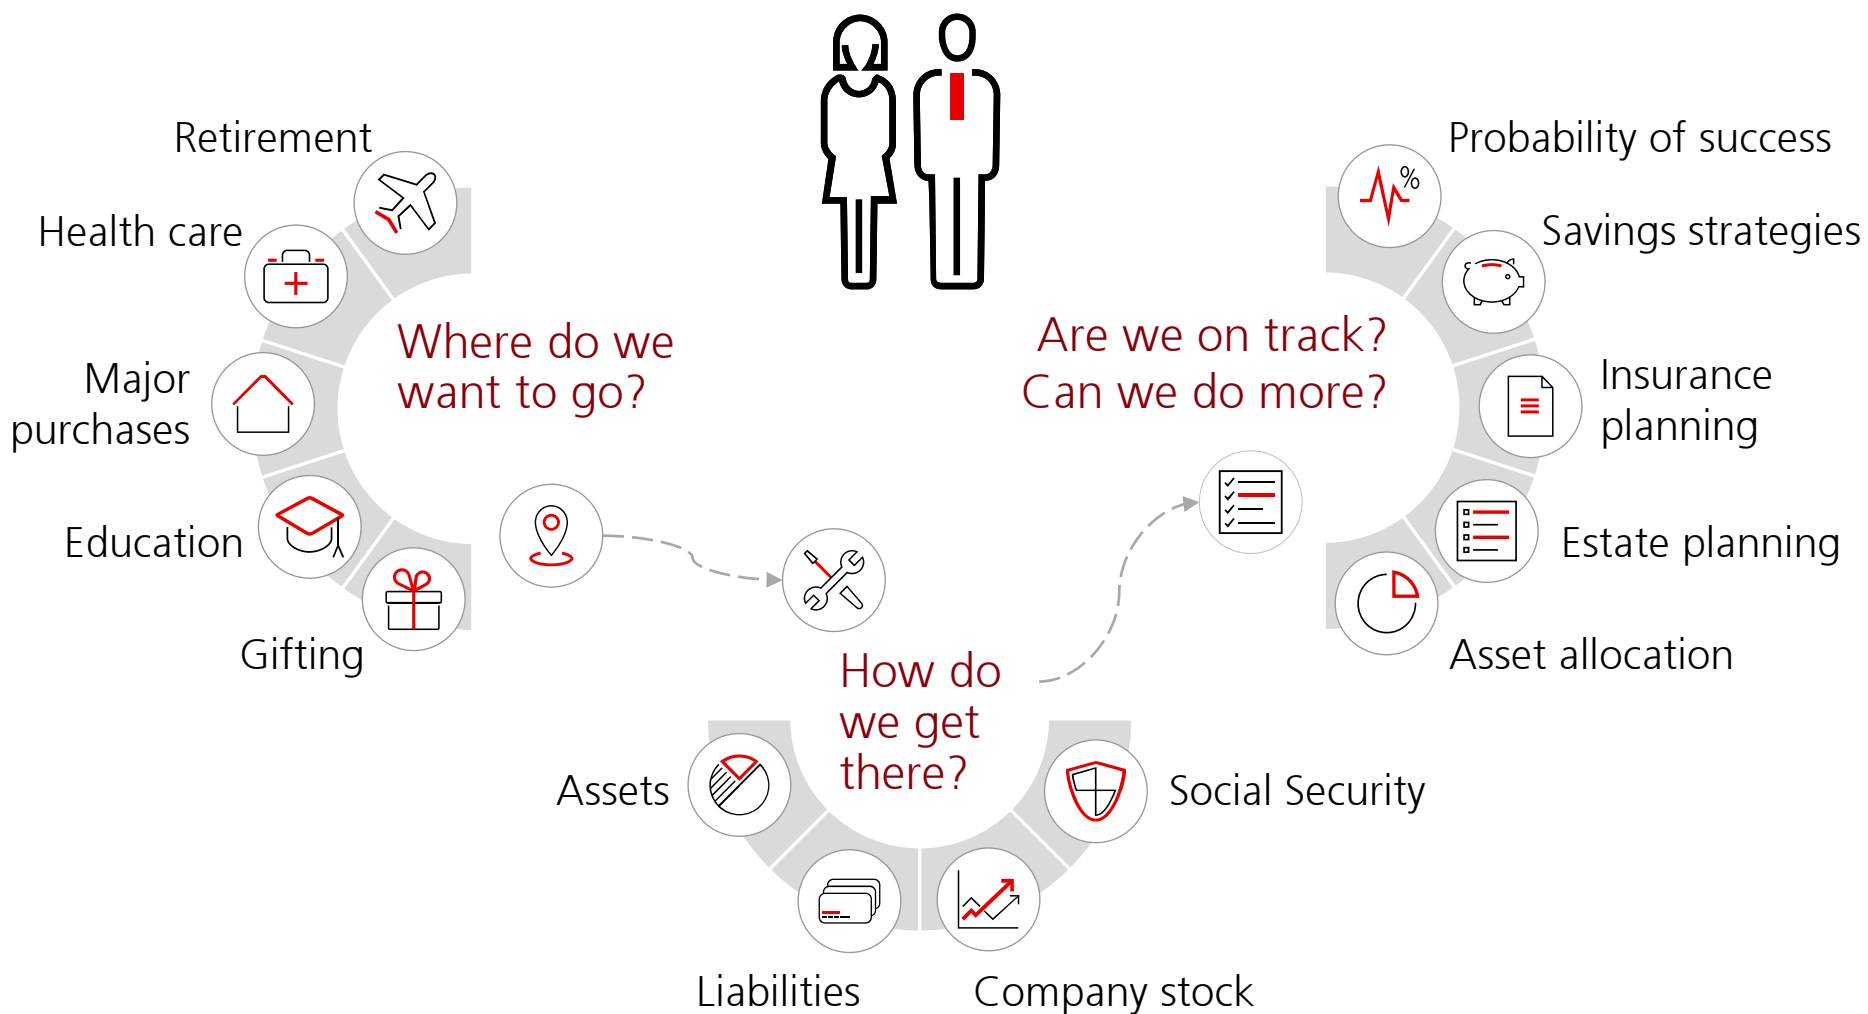 Retirement
Health care
Major
purchases
Education
Gifting
Where do we
want to go?
How do
we get
there?
Assets
Liabilities
Company stock
Social Security
Are we on track?
Can we do more?
%
Probability of success
Savings strategies
Insurance
planning
Estate planning
Asset allocation